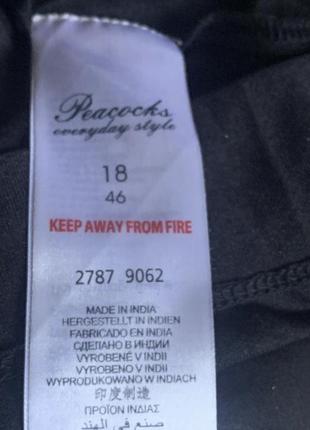 Peacocks
everyday style
18
46
KEEP AWAY FROM FIRE
2787 9062
MADE IN INDIA
HERGESTELLT IN INDIEN
FABRICADO EN INDIA
СДЕЛАНО В ИНДИИ
VYROBENÉ V INDII
VYROBENO V INDII
WYPRODUKOWANO W INDIACH
印度制造
ΠΡΟΪΟΝ ΙΝΔΙΑΣ
صنع في الهند